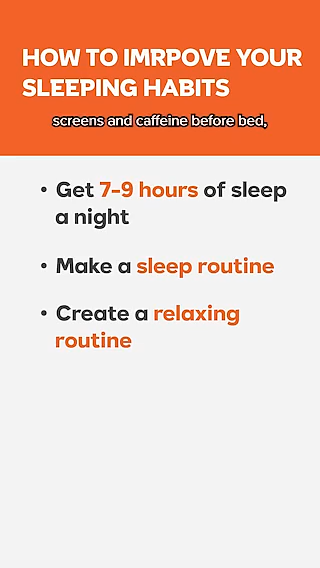 HOW TO IMRPOVE YOUR
SLEEPING HABITS
screens and caffeine before bed,
• Get 7-9 hours of sleep
a night
• Make a sleep routine
• Create a relaxing
routine